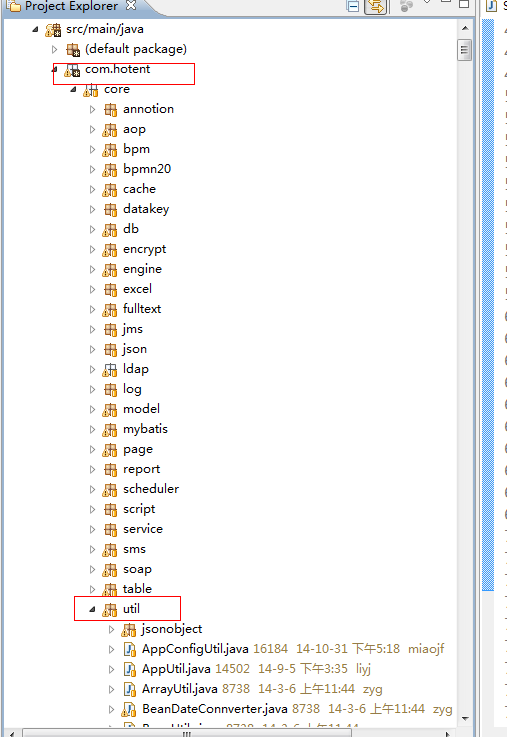 Project Explorer
src/main/java
(default package)
com.hotent
core
annotion
aop
bpm
bpmn20
cache
datakey
db
encrypt
engine
excel
fulltext
jms
json
ldap
log
model
mybatis
page
report
scheduler
script
service
sms
soap
table
util
jsonobject
AppConfigUtil.java 16184 14-10-31 下午5:18 miaojf
AppUtil.java 14502 14-9-5 下午3:35 liyj
ArrayUtil.java 8738 14-3-6 上午11:44 zyg
BeanDateConnverter.java 8738 14-3-6 上午11:44 zyg